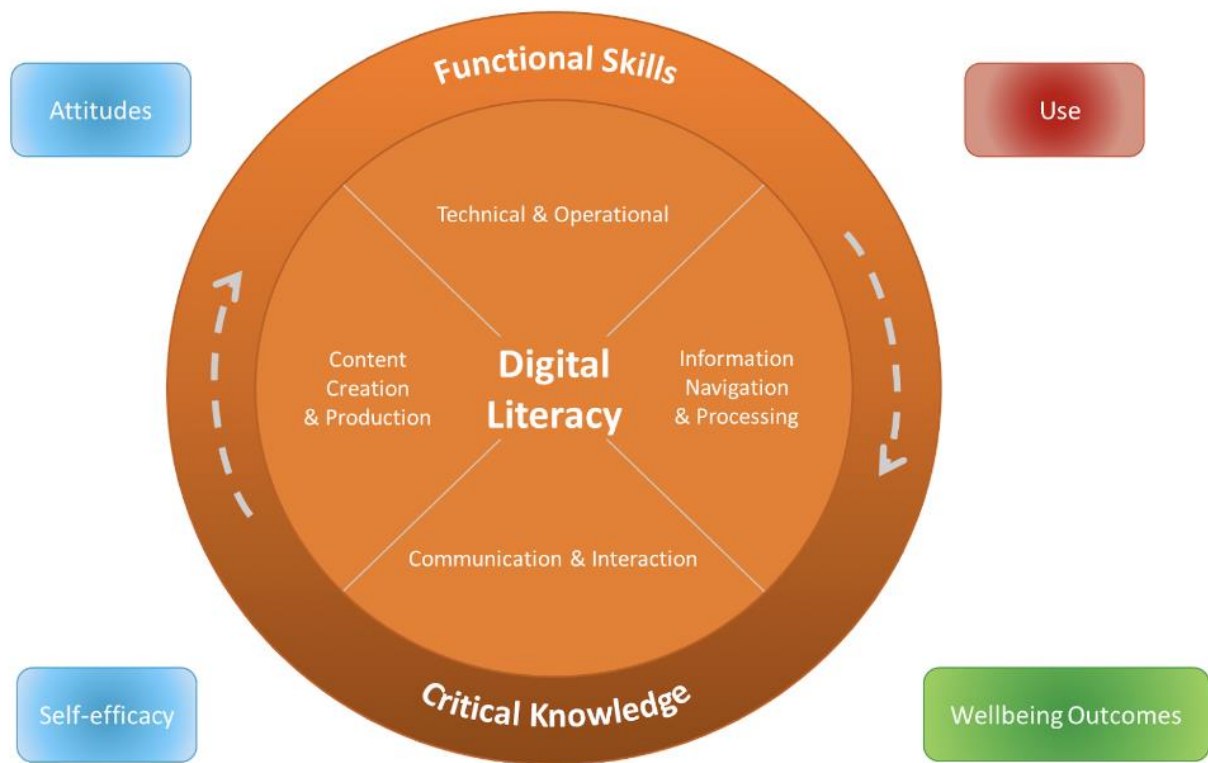 Functional Skills
Attitudes
Use
Technical & Operational
Content
Creation
& Production
Digital
Literacy
Information
Navigation
& Processing
Communication & Interaction
Critical Knowledge
Self-efficacy
Wellbeing Outcomes